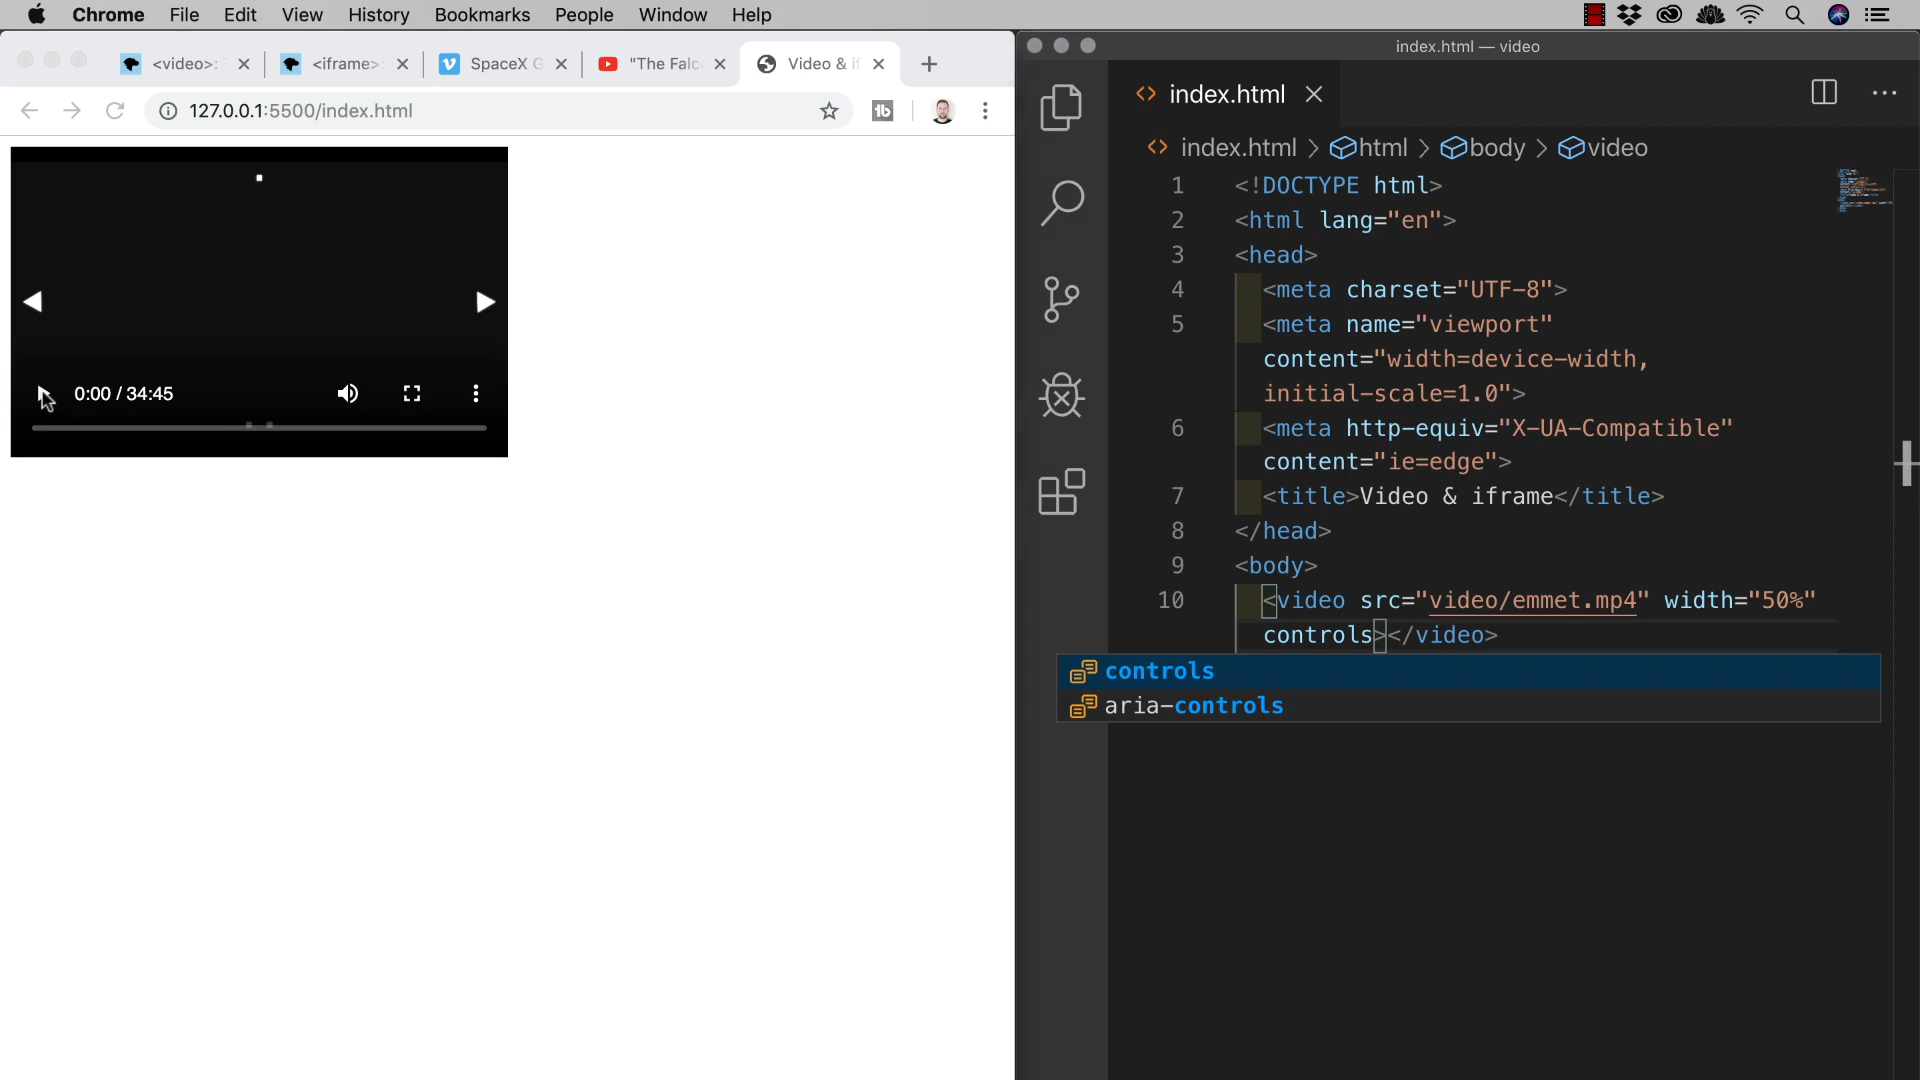 Chrome File Edit View History Bookmarks People Window Help
<video>:
<iframe>:
SpaceX G
"The Falc
Video & if
127.0.0.1:5500/index.html
0:00 / 34:45
index.html — video
index.html
index.html > html > body > video
1 <!DOCTYPE html>
2 <html lang="en">
3 <head>
4 <meta charset="UTF-8">
5 <meta name="viewport"
content="width=device-width,
initial-scale=1.0">
6 <meta http-equiv="X-UA-Compatible"
content="ie=edge">
7 <title>Video & iframe</title>
8 </head>
9 <body>
10 <video src="video/emmet.mp4" width="50%"
controls></video>
controls
aria-controls